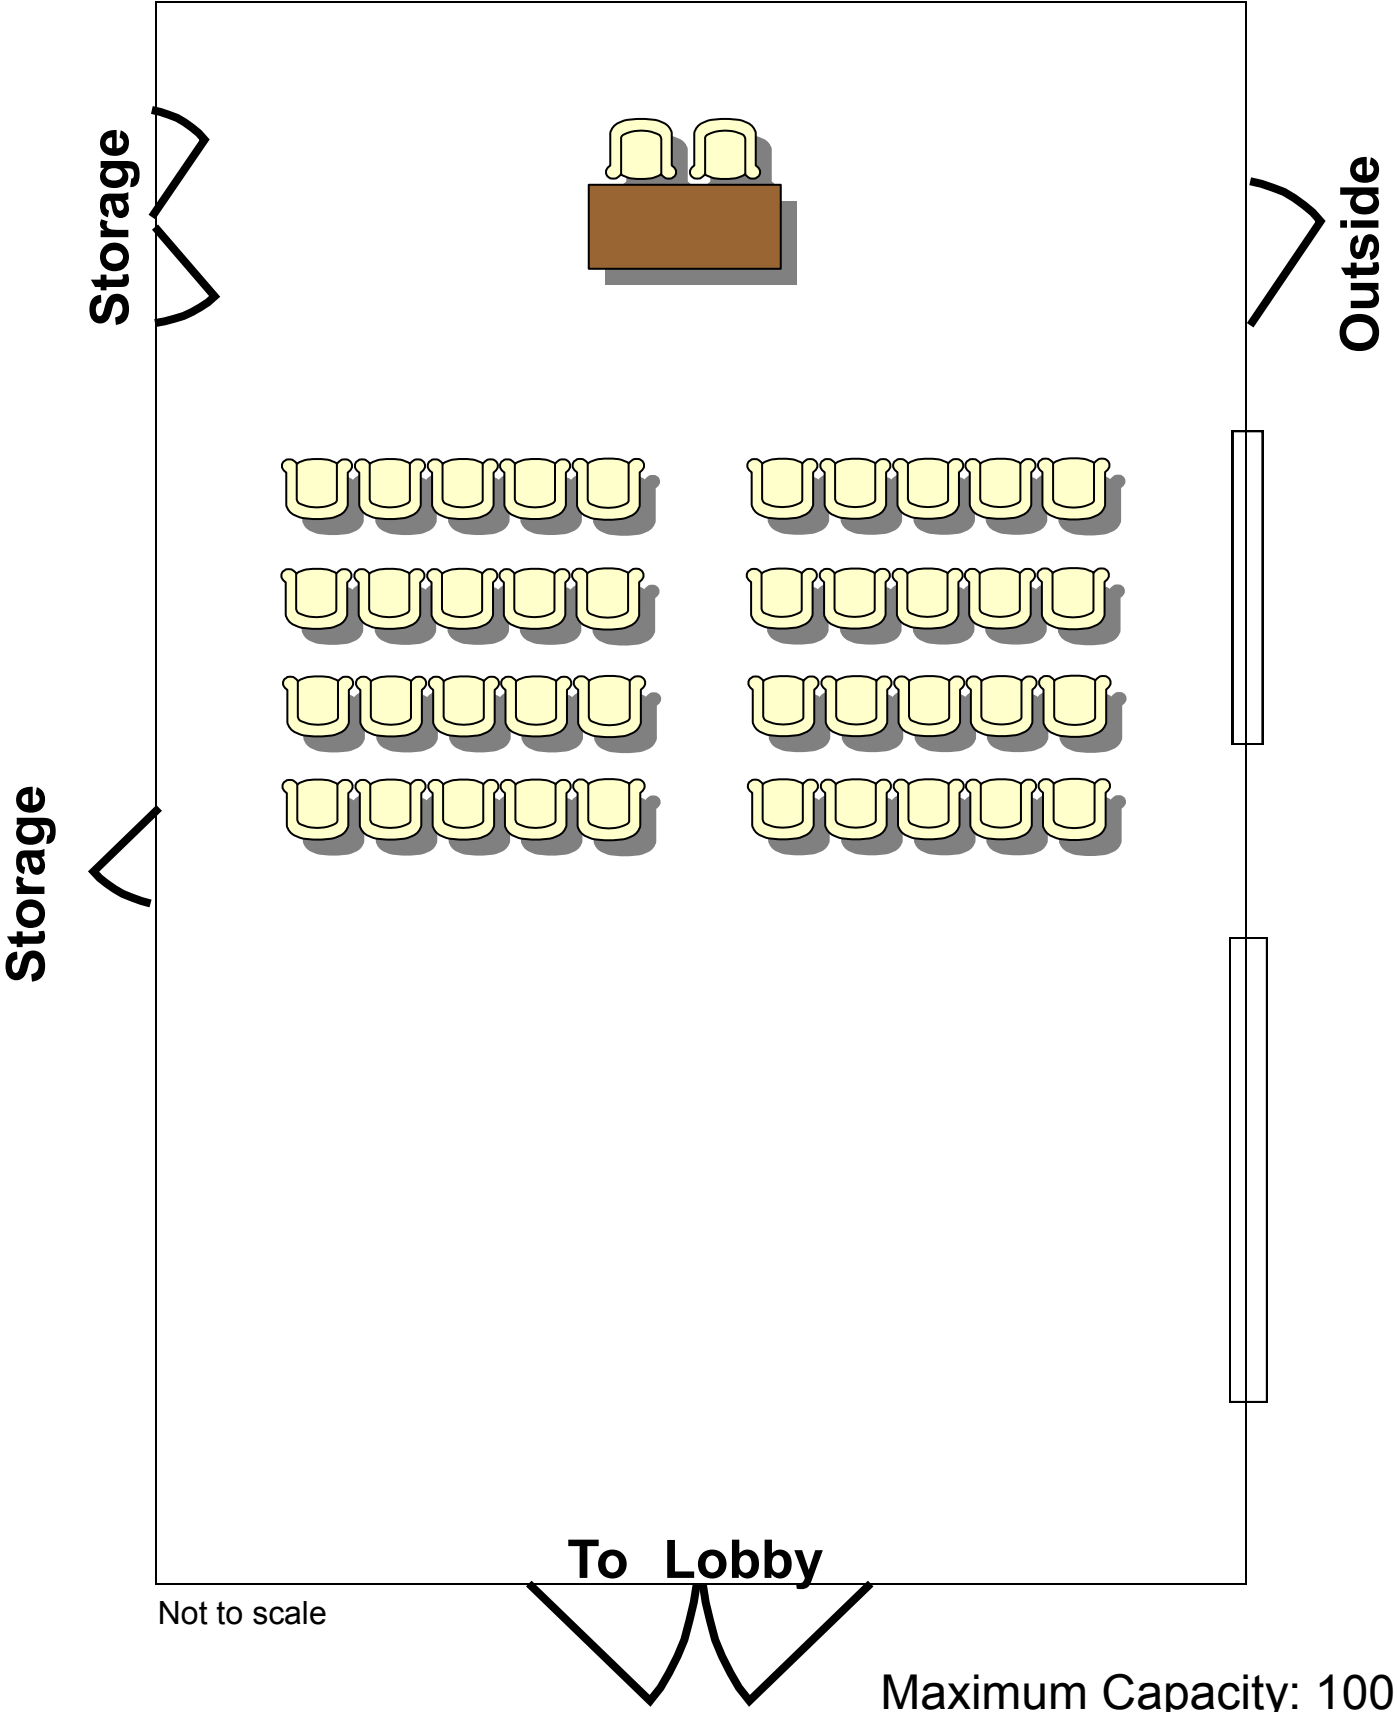 Storage
Outside
Storage
To Lobby
Not to scale
Maximum Capacity: 100